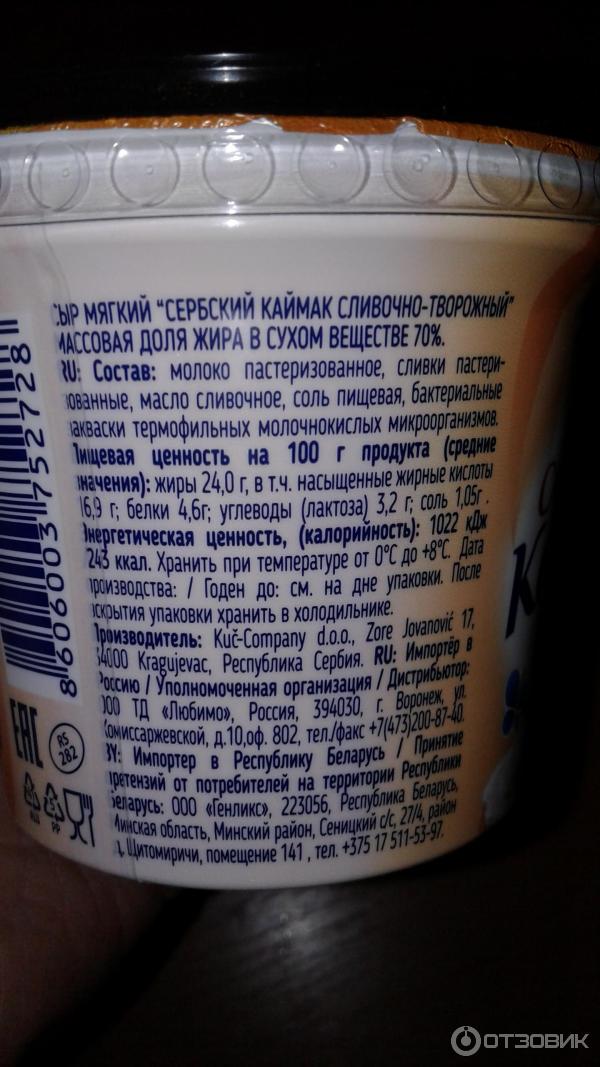 СЫР МЯГКИЙ "СЕРБСКИЙ КАЙМАК СЛИВОЧНО-ТВОРОЖНЫЙ"
МАССОВАЯ ДОЛЯ ЖИРА В СУХОМ ВЕЩЕСТВЕ 70%.
RU: Состав: молоко пастеризованное, сливки пастери-
зованные, масло сливочное, соль пищевая, бактериальные
закваски термофильных молочнокислых микроорганизмов.
Пищевая ценность на 100 г продукта (средние
значения): жиры 24,0 г, в т.ч. насыщенные жирные кислоты
16,9 г; белки 4,6г; углеводы (лактоза) 3,2 г; соль 1,05г.
Энергетическая ценность, (калорийность): 1022 кДж
243 ккал. Хранить при температуре от 0°С до +8°С. Дата
производства: / Годен до: см. на дне упаковки. После
вскрытия упаковки хранить в холодильнике.
Производитель: Kuč-Company d.o.o., Zore Jovanović 17,
34000 Kragujevac, Республика Сербия. RU: Импортёр в
Россию / Уполномоченная организация / Дистрибьютор:
ООО ТД «Любимо», Россия, 394030, г. Воронеж, ул.
Комиссаржевской, д.10,оф. 802, тел./факс +7(473)200-87-40.
BY: Импортер в Республику Беларусь / Принятие
претензий от потребителей на территории Республики
Беларусь: ООО «Генликс», 223056, Республика Беларусь,
Минская область, Минский район, Сеницкий с/с, 27/4, район
д. Щитомиричи, помещение 141 , тел. +375 17 511-53-97.
8606003752728
EAC
RS
282
5
PP
К
ОТЗОВИК